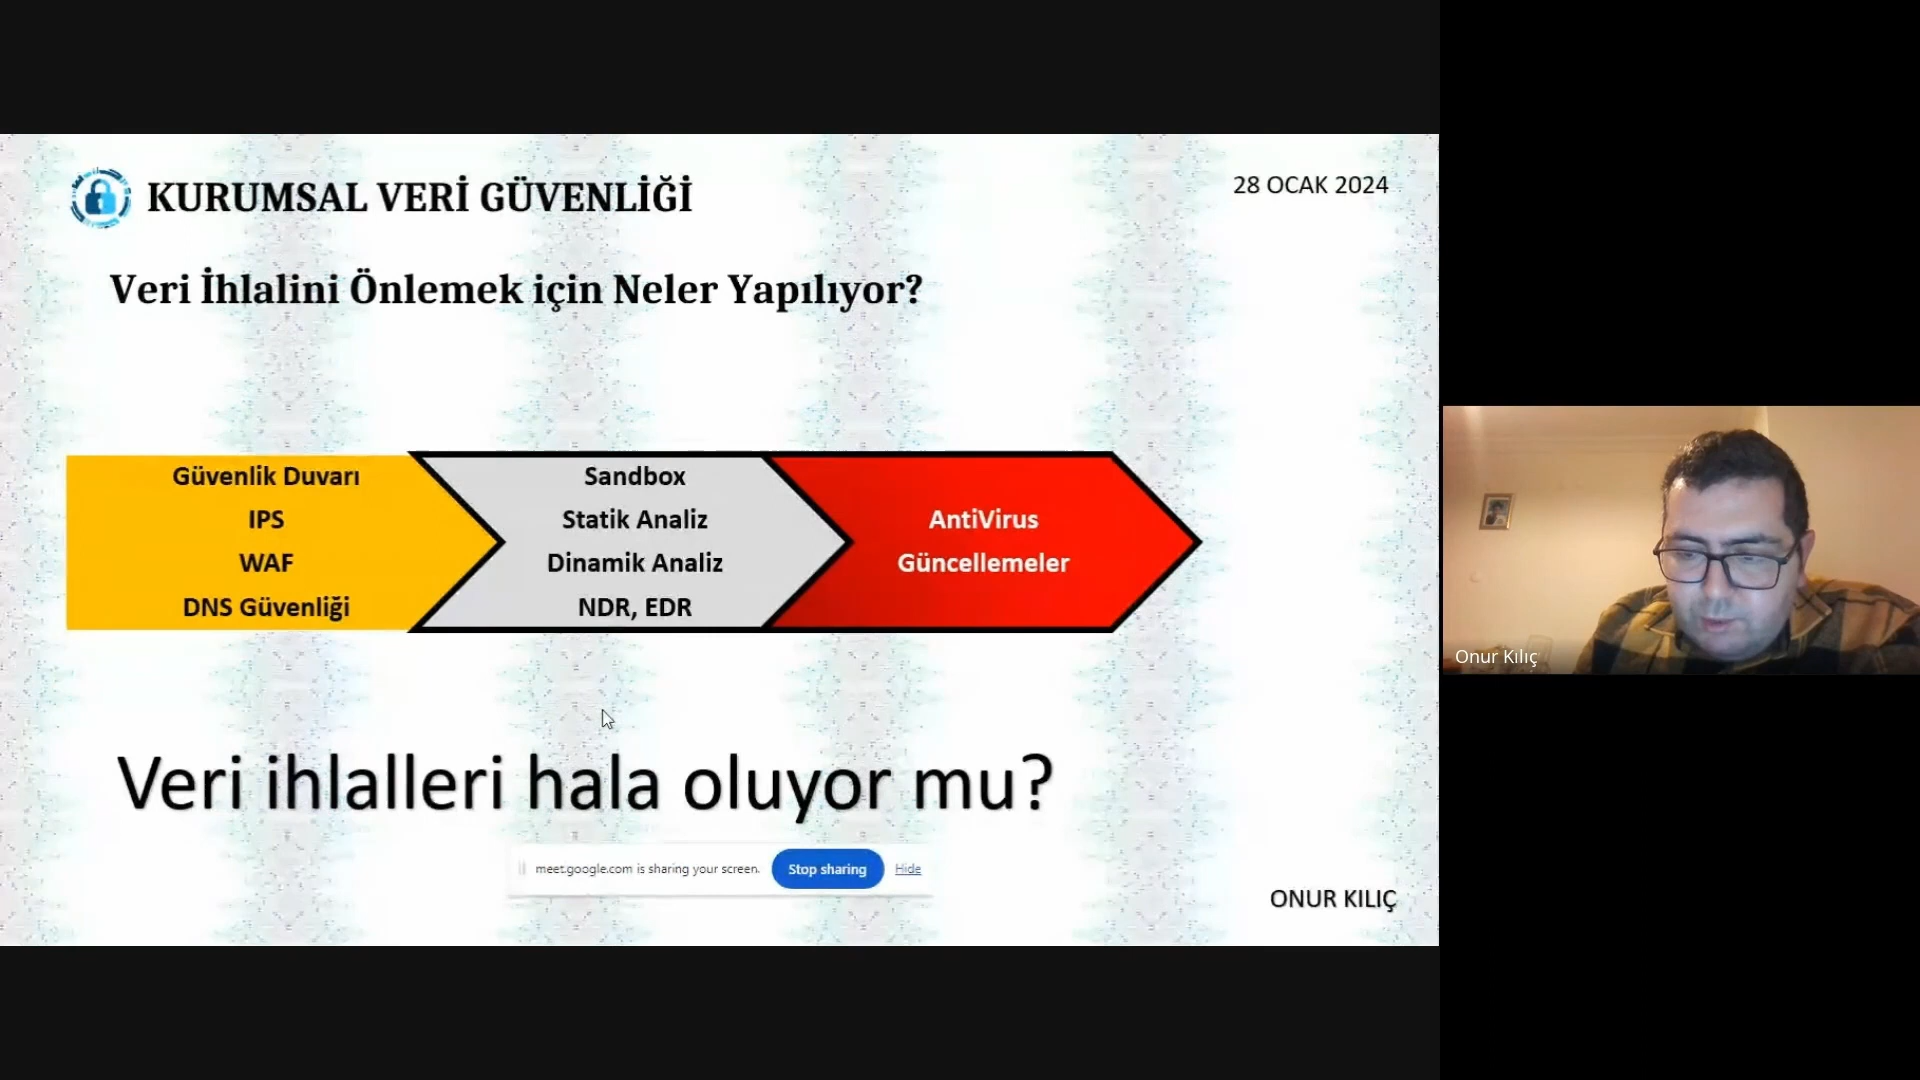 KURUMSAL VERİ GÜVENLİĞİ
28 OCAK 2024
Veri İhlalini Önlemek için Neler Yapılıyor?
Güvenlik Duvarı
IPS
WAF
DNS Güvenliği
Sandbox
Statik Analiz
Dinamik Analiz
NDR, EDR
AntiVirus
Güncellemeler
Veri ihlalleri hala oluyor mu?
meet.google.com is sharing your screen.
Stop sharing
Hide
ONUR KILIÇ
Onur Kılıç